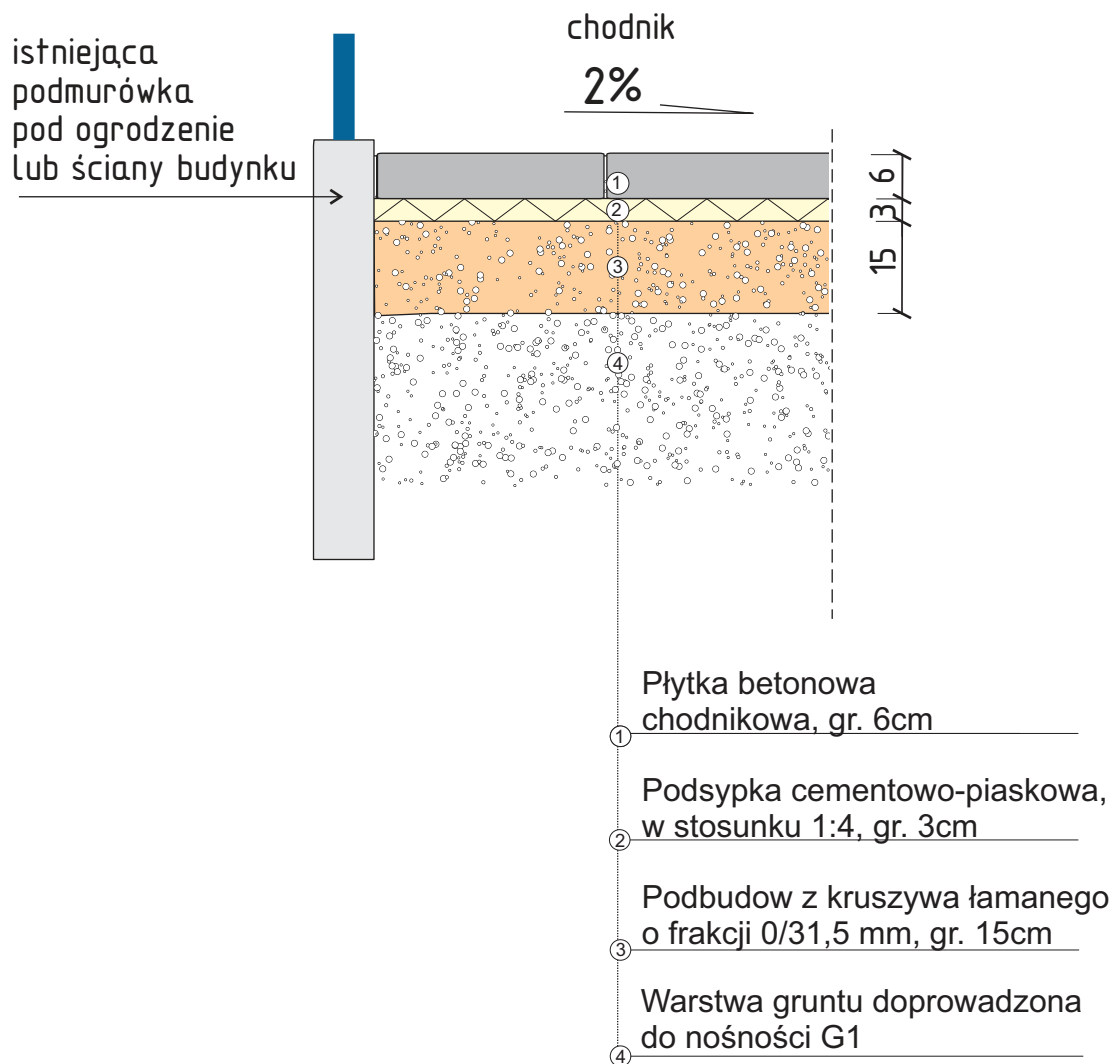 chodnik
2%
istniejąca
podmurówka
pod ogrodzenie
lub ściany budynku
1
2
3
4
6
3
15
Płytka betonowa
chodnikowa, gr. 6cm
1
Podsypka cementowo-piaskowa,
w stosunku 1:4, gr. 3cm
2
Podbudow z kruszywa łamanego
o frakcji 0/31,5 mm, gr. 15cm
3
Warstwa gruntu doprowadzona
do nośności G1
4